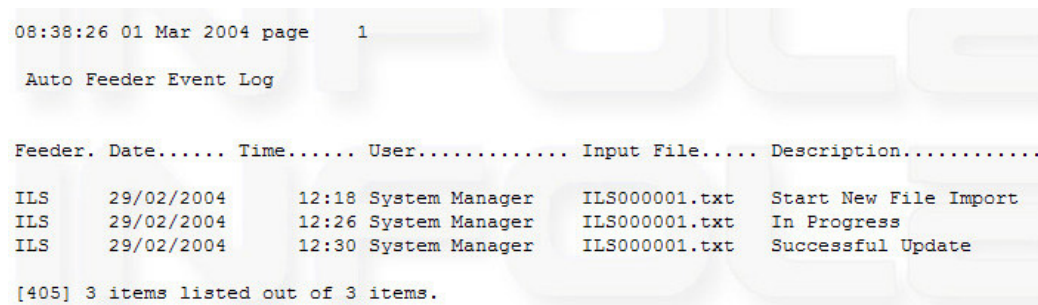 08:38:26 01 Mar 2004 page    1
Auto Feeder Event Log
Feeder. Date...... Time...... User............. Input File..... Description............
ILS      29/02/2004      12:18 System Manager    ILS000001.txt   Start New File Import
ILS      29/02/2004      12:26 System Manager    ILS000001.txt   In Progress
ILS      29/02/2004      12:30 System Manager    ILS000001.txt   Successful Update
[405] 3 items listed out of 3 items.